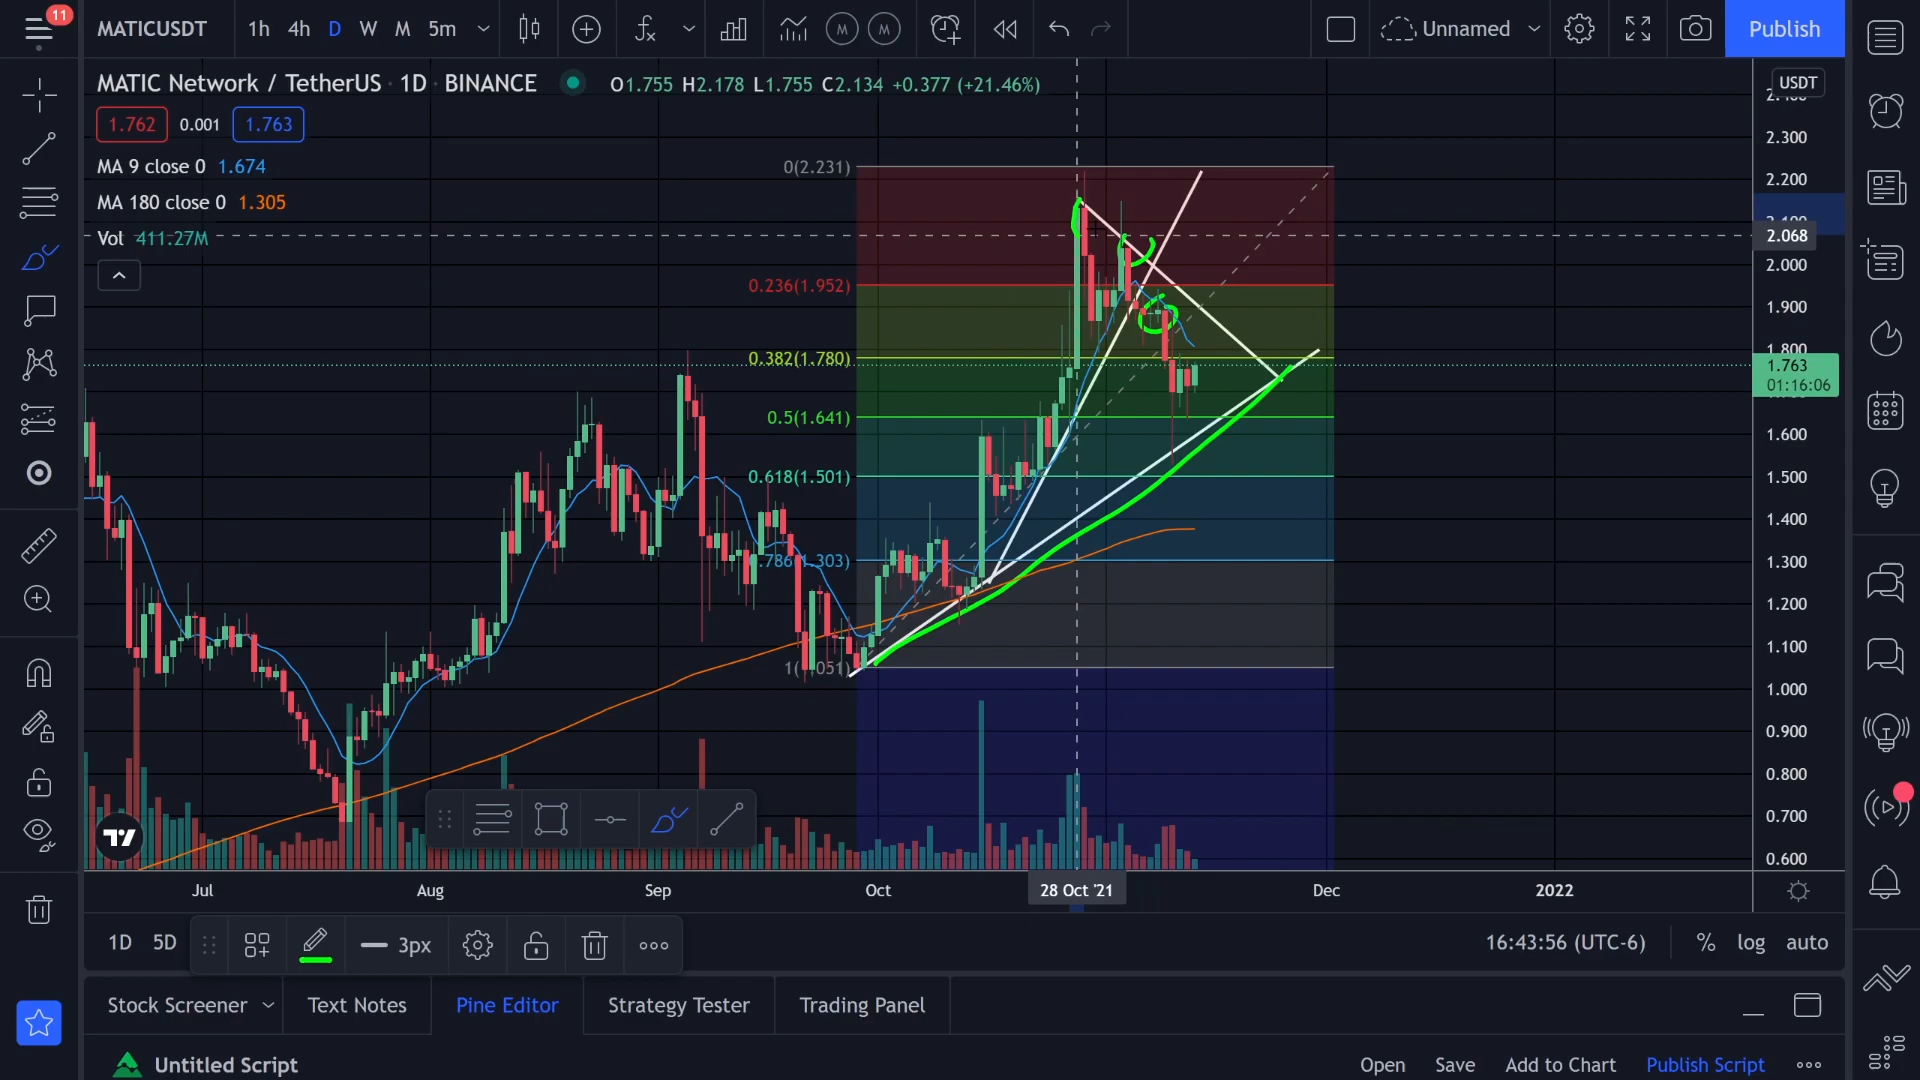 11
MATICUSDT 1h 4h D W M 5m M M Unnamed Publish
MATIC Network / TetherUS · 1D · BINANCE O1.755 H2.178 L1.755 C2.134 +0.377 (+21.46%)
USDT
1.762 0.001 1.763
2.300
MA 9 close 0 1.674
0(2.231)
2.200
MA 180 close 0 1.305
Vol 411.27M
2.068
2.000
0.236(1.952)
1.900
0.382(1.780)
1.800
1.763
01:16:06
0.5(1.641)
1.600
0.618(1.501)
1.500
1.400
0.786(1.303)
1.300
1.200
1.100
1.000
0.900
0.800
0.700
0.600
Jul Aug Sep Oct 28 Oct '21 Dec 2022
1D 5D 3px 16:43:56 (UTC-6) % log auto
Stock Screener Text Notes Pine Editor Strategy Tester Trading Panel
Untitled Script Open Save Add to Chart Publish Script